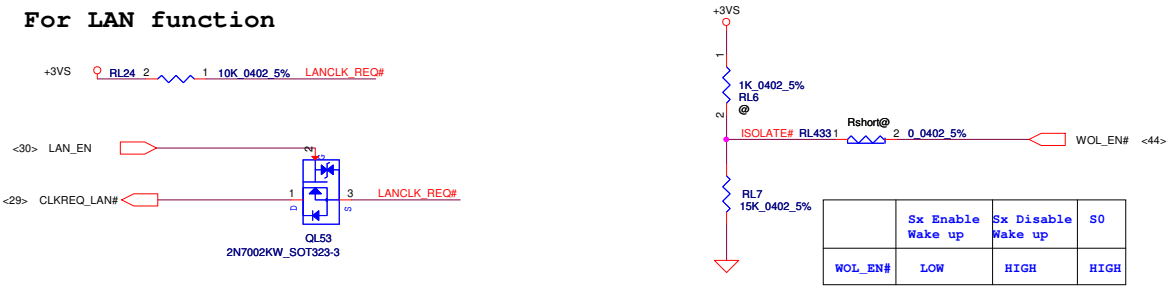 For LAN function
+3VS
RL24 2
1 10K_0402_5%
LANCLK_REQ#
<30> LAN_EN
2
G
<29> CLKREQ_LAN#
1
D
3
S
LANCLK_REQ#
QL53
2N7002KW_SOT323-3
+3VS
1
1K_0402_5%
RL6
@
2
Rshort@
ISOLATE# RL433 1
2 0_0402_5%
WOL_EN# <44>
RL7
15K_0402_5%
Sx Enable Wake up
Sx Disable Wake up
S0
WOL_EN# LOW HIGH HIGH